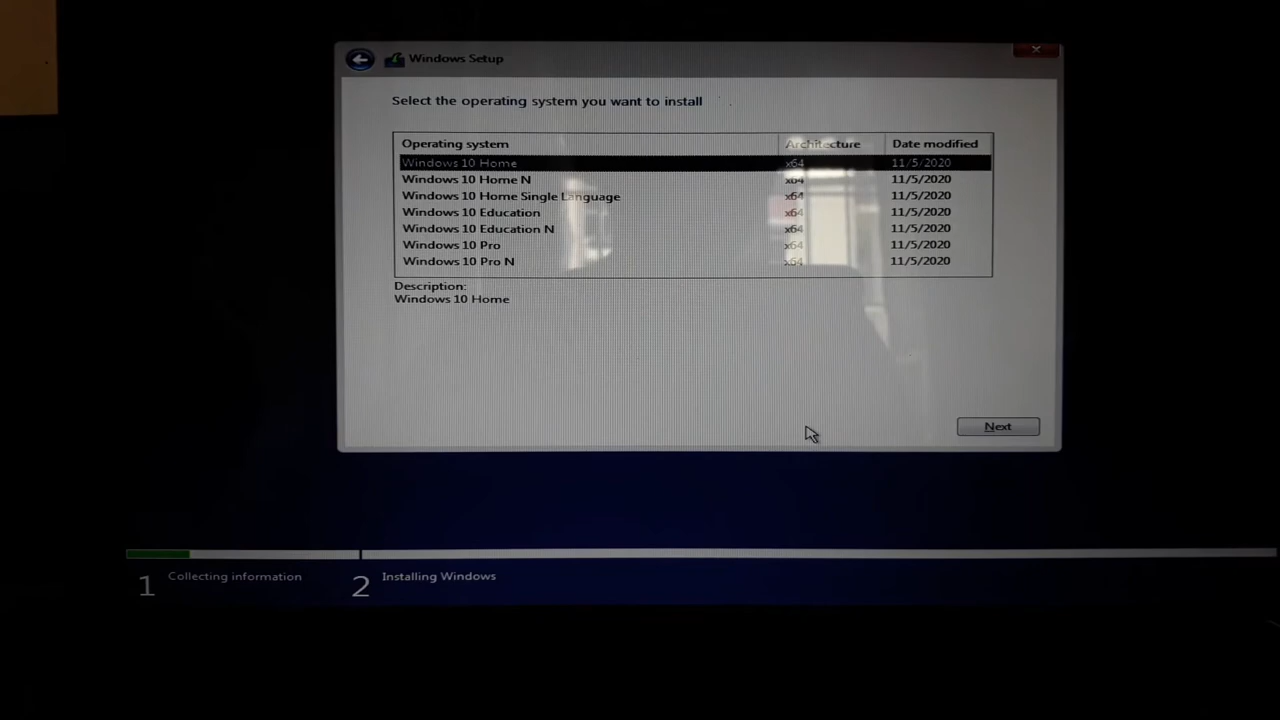 Windows Setup
Select the operating system you want to install
Operating system Architecture Date modified
Windows 10 Home x64 11/5/2020
Windows 10 Home N x64 11/5/2020
Windows 10 Home Single Language x64 11/5/2020
Windows 10 Education x64 11/5/2020
Windows 10 Education N x64 11/5/2020
Windows 10 Pro x64 11/5/2020
Windows 10 Pro N x64 11/5/2020
Description:
Windows 10 Home
Next
1 Collecting information 2 Installing Windows